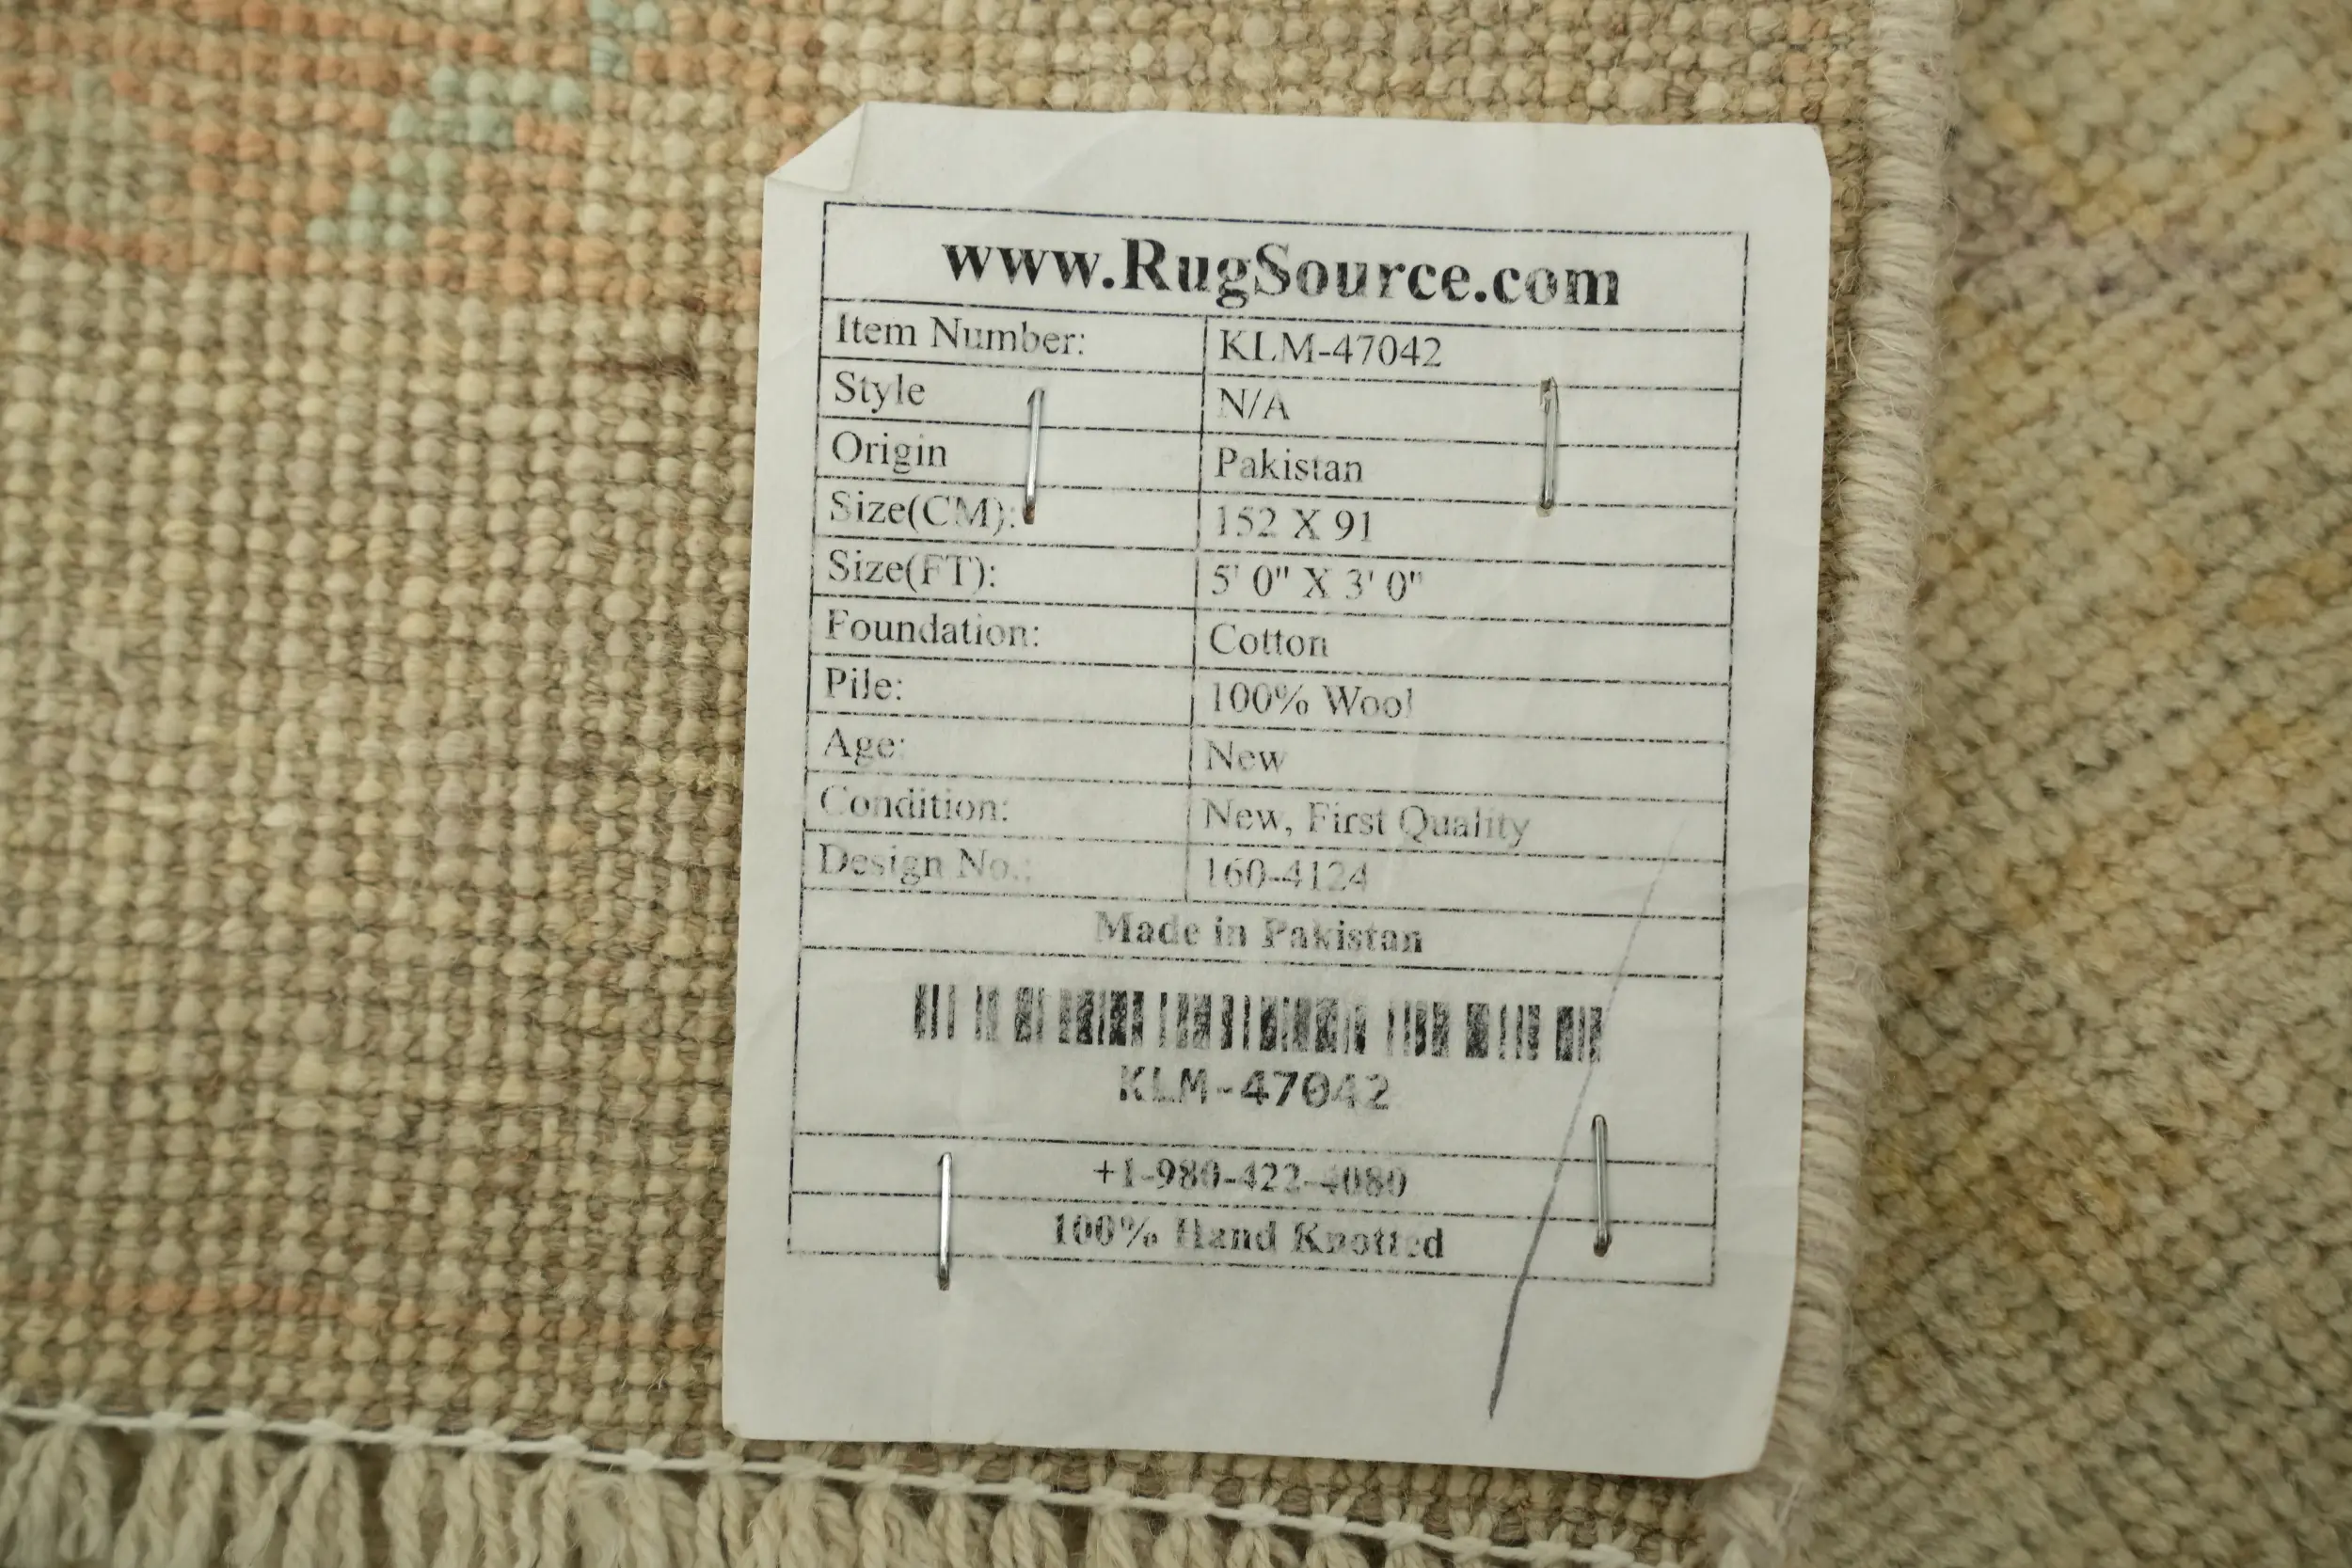 www.RugSource.com
Item Number: KLM-47042
Style N/A
Origin Pakistan
Size(CM): 152 X 91
Size(FT): 5' 0" X 3' 0"
Foundation: Cotton
Pile: 100% Wool
Age: New
Condition: New, First Quality
Design No.: 160-4124
Made in Pakistan
KLM-47042
+1-980-422-4080
100% Hand Knotted